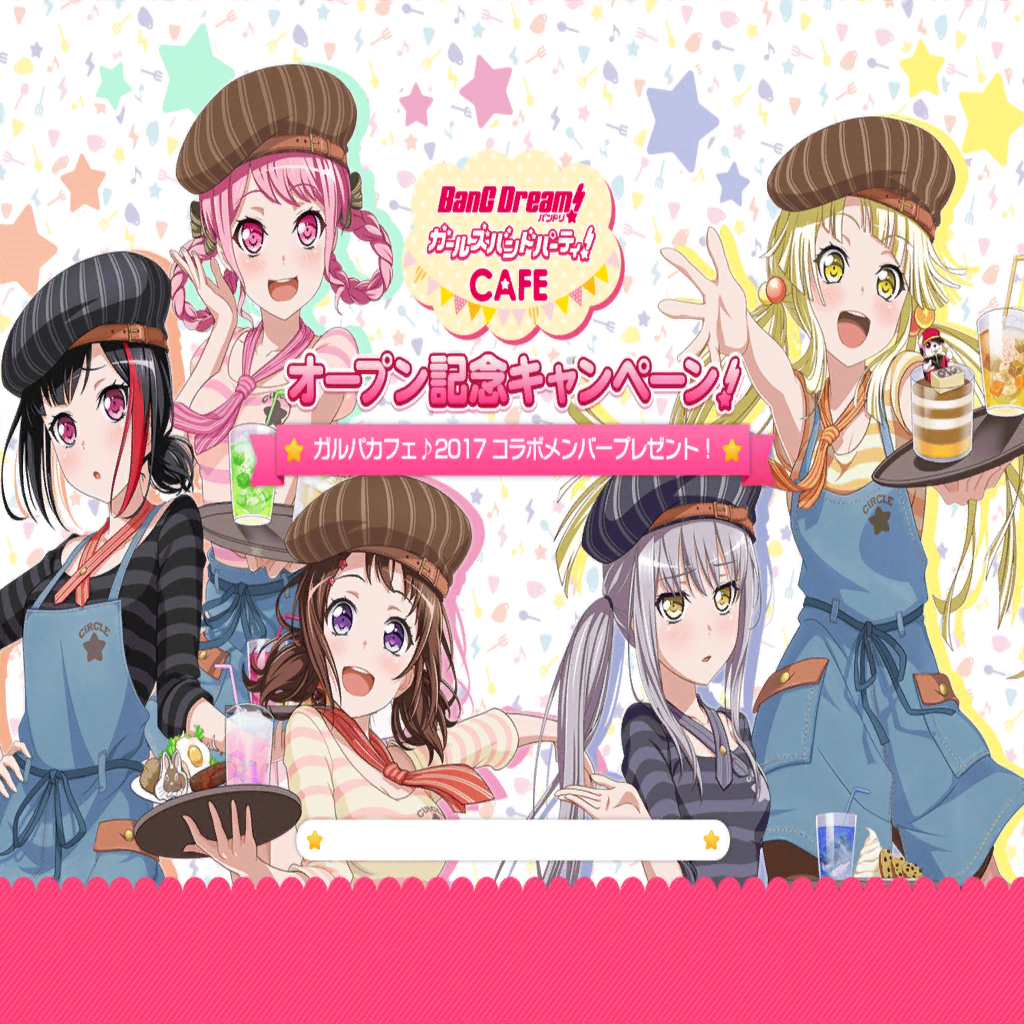 BanG Dream!
バンドリ
ガールズバンドパーティ!
CAFE
オープン記念キャンペーン!
ガルパカフェ♪2017 コラボメンバープレゼント!
CiRCLE
CiRCLE
CiRCLE